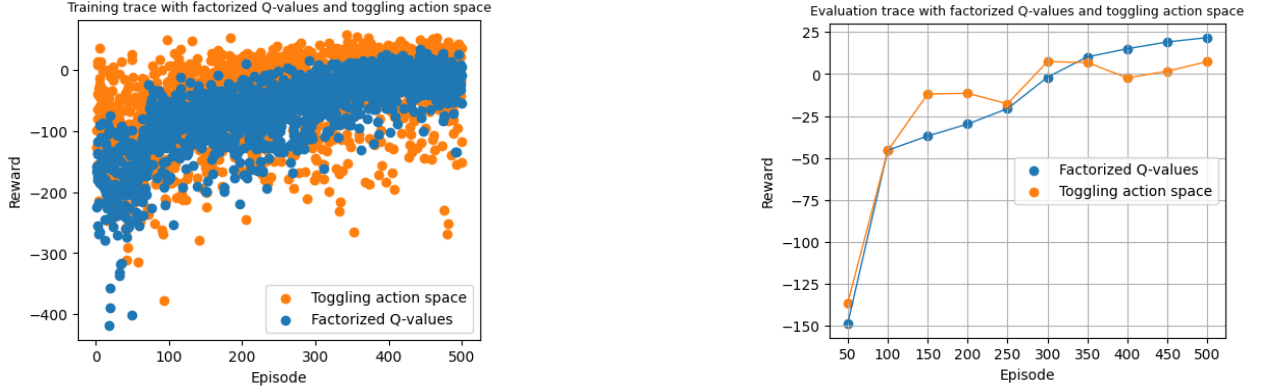 Training trace with factorized Q-values and toggling action space
Reward
0
−100
−200
−300
−400
0 100 200 300 400 500
Episode
Toggling action space
Factorized Q-values
Evaluation trace with factorized Q-values and toggling action space
Reward
25
0
−25
−50
−75
−100
−125
−150
50 100 150 200 250 300 350 400 450 500
Episode
Factorized Q-values
Toggling action space